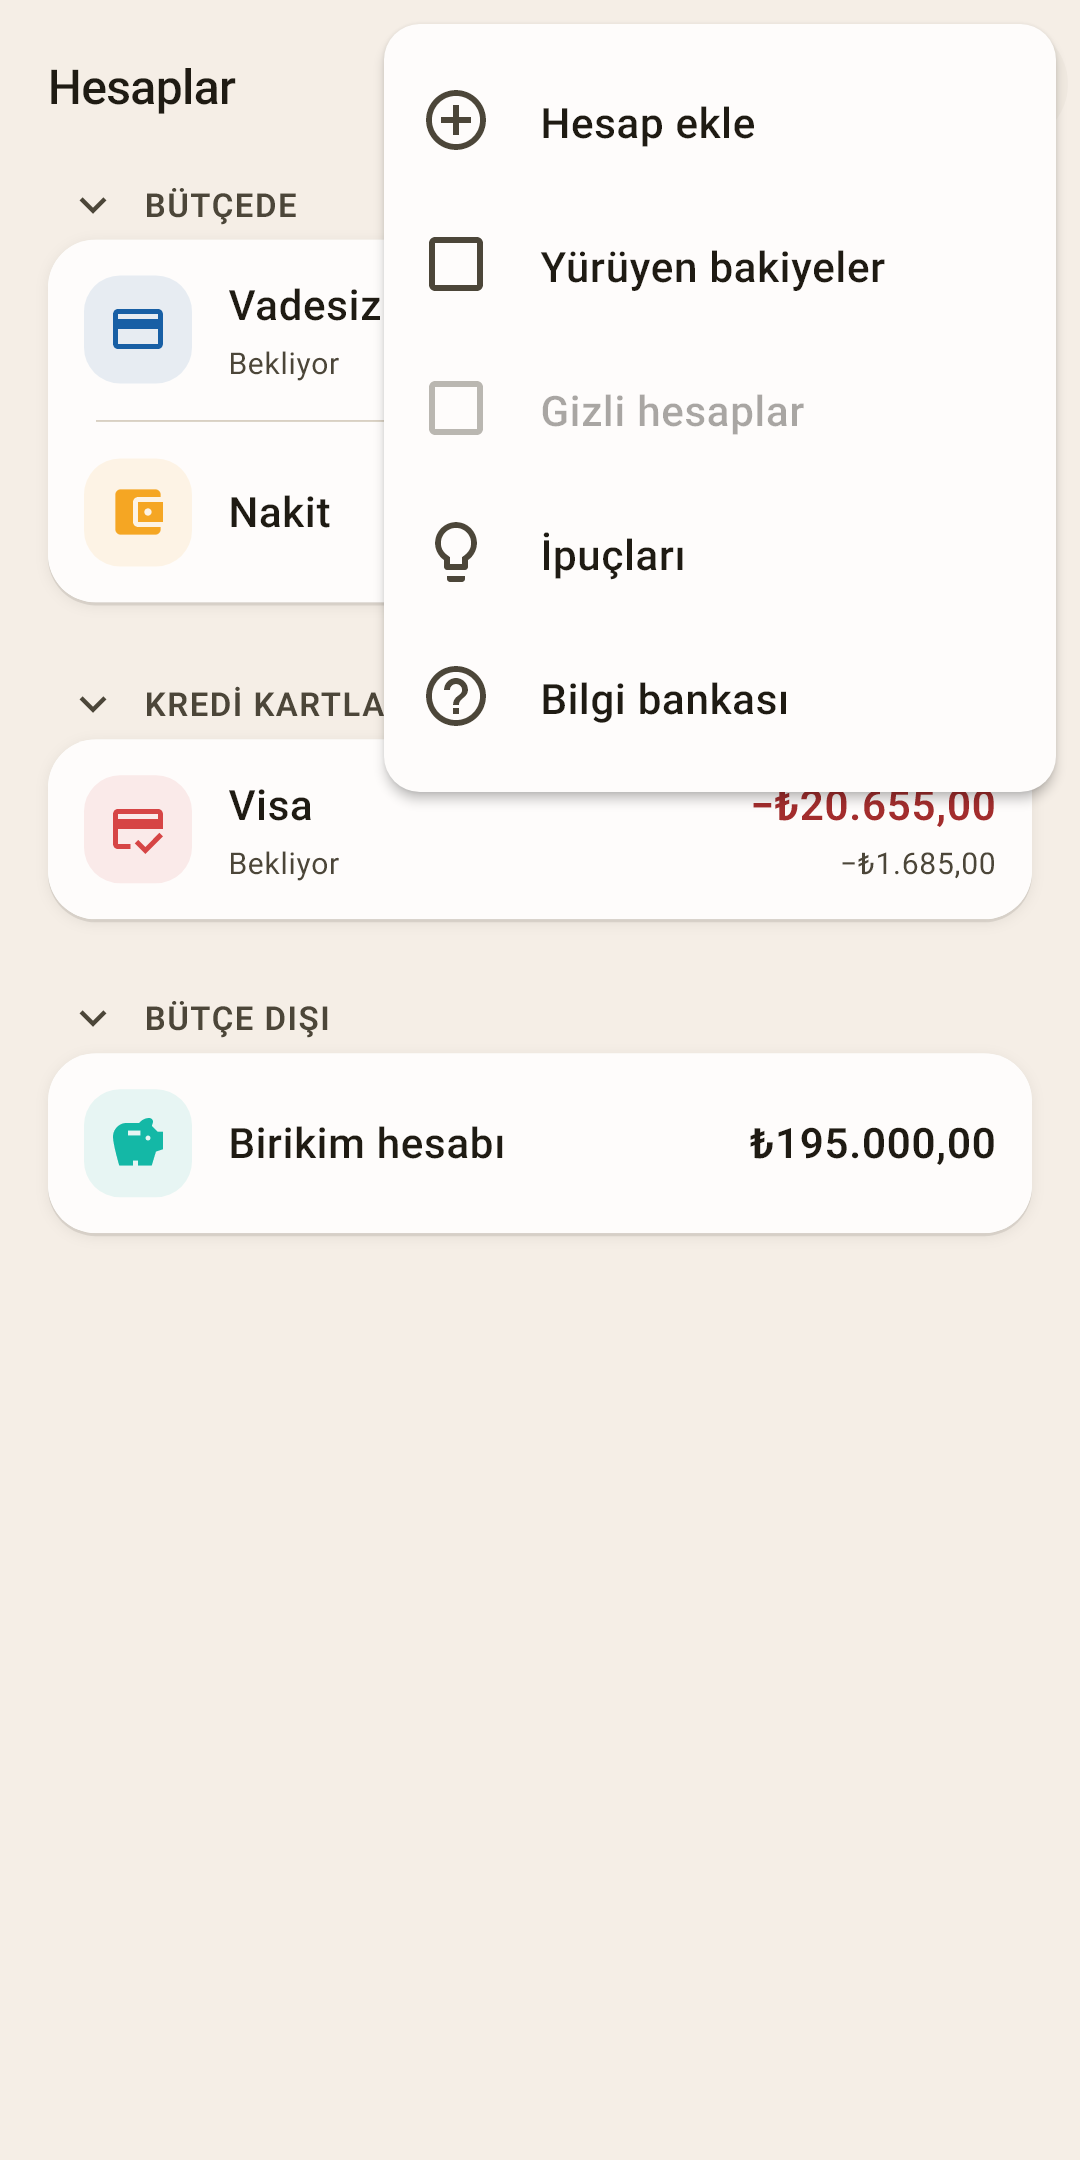 Hesaplar
Hesap ekle
Yürüyen bakiyeler
Gizli hesaplar
İpuçları
Bilgi bankası
BÜTÇEDE
Vadesiz
Bekliyor
Nakit
KREDİ KARTLA
Visa
−₺20.655,00
Bekliyor
−₺1.685,00
BÜTÇE DIŞI
Birikim hesabı
₺195.000,00